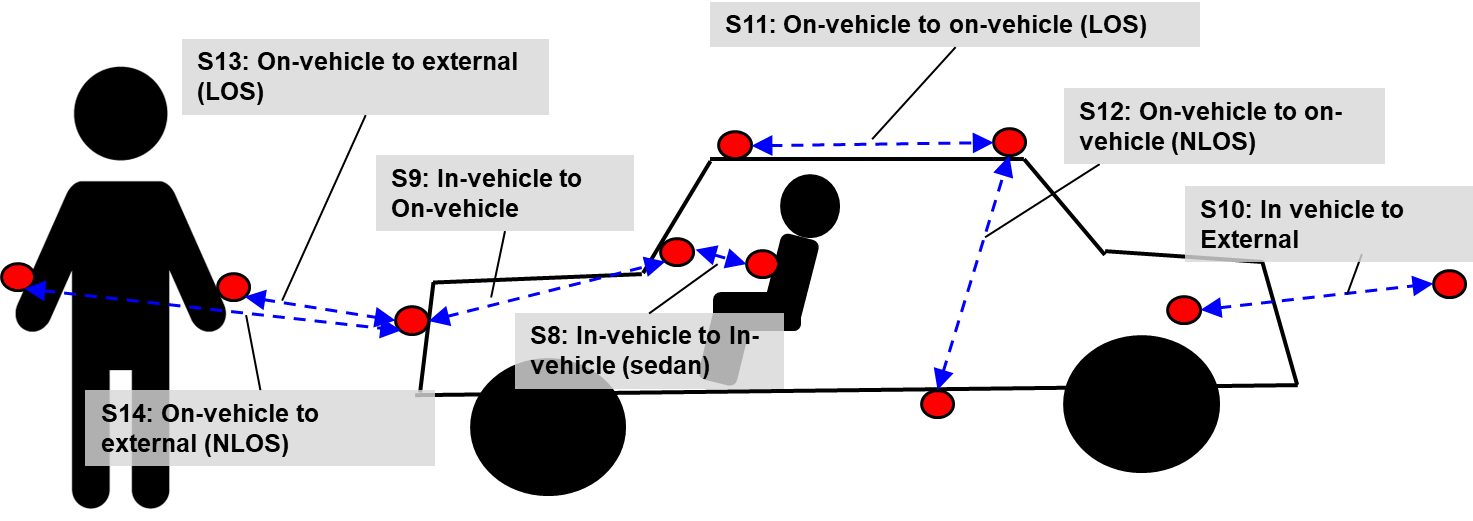 S11: On-vehicle to on-vehicle (LOS)
S13: On-vehicle to external
(LOS)
S12: On-vehicle to on-
vehicle (NLOS)
S9: In-vehicle to
On-vehicle
S10: In vehicle to
External
S8: In-vehicle to In-
vehicle (sedan)
S14: On-vehicle to
external (NLOS)